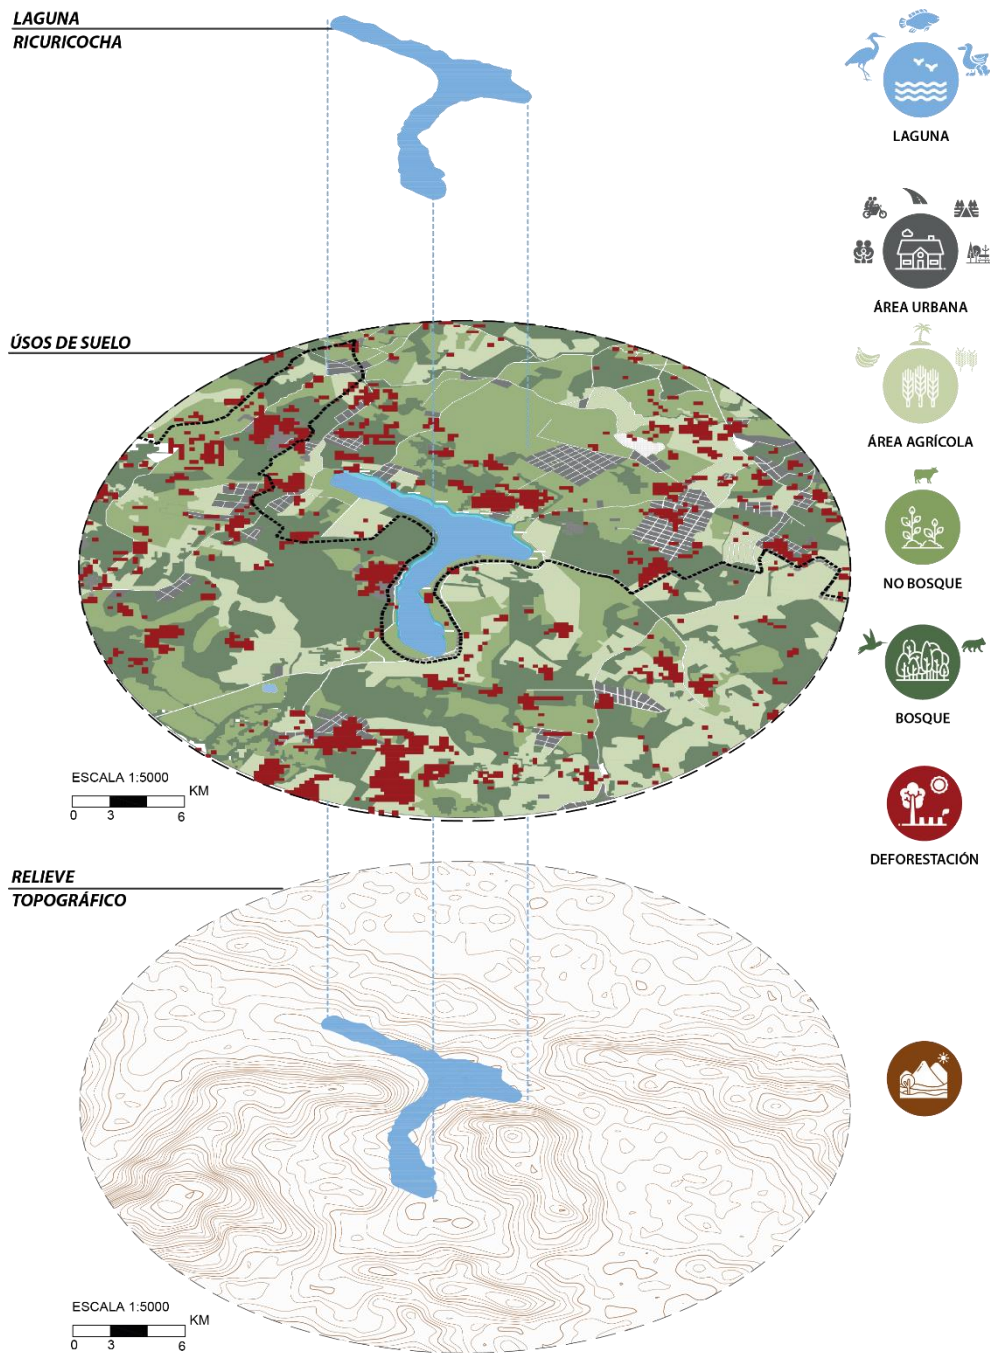 LAGUNA
RICURICOCHA
LAGUNA
ÁREA URBANA
ÚSOS DE SUELO
ÁREA AGRÍCOLA
NO BOSQUE
BOSQUE
ESCALA 1:5000
KM
0 3 6
DEFORESTACIÓN
RELIEVE
TOPOGRÁFICO
ESCALA 1:5000
KM
0 3 6